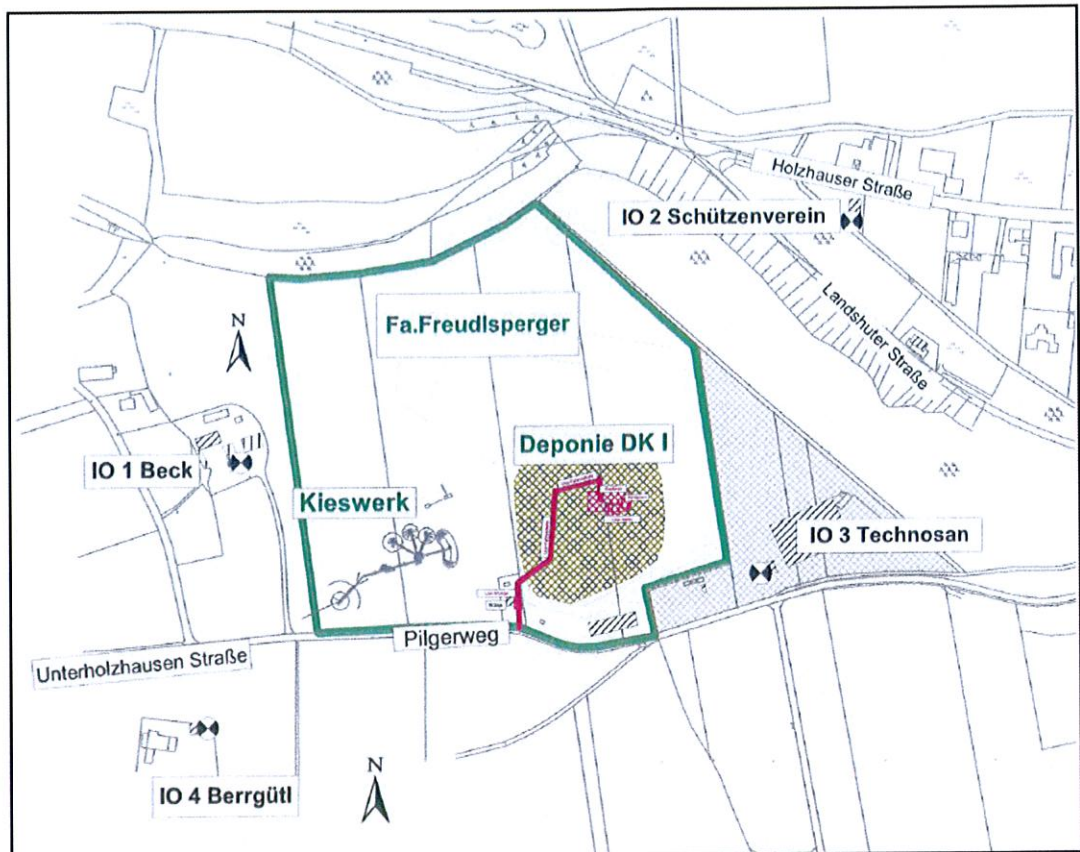 Holzhauser Straße
IO 2 Schützenverein
Landshuter Straße
Fa.Freudlsperger
N
Deponie DK I
IO 1 Beck
Kieswerk
IO 3 Technosan
Pilgerweg
Unterholzhausen Straße
IO 4 Berrgütl
N